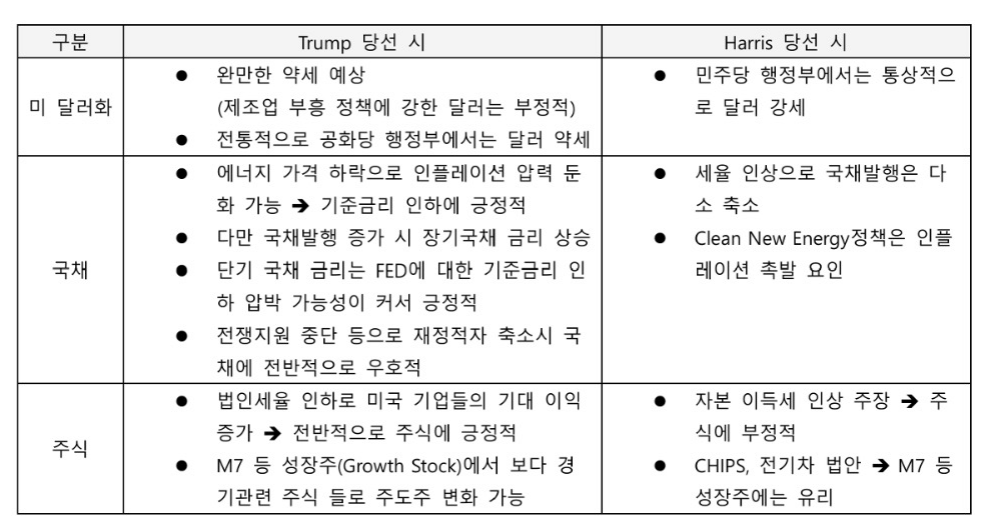 구분
Trump 당선 시
Harris 당선 시
미 달러화
● 완만한 약세 예상
(제조업 부흥 정책에 강한 달러는 부정적)
● 전통적으로 공화당 행정부에서는 달러 약세
● 민주당 행정부에서는 통상적으
로 달러 강세
국채
● 에너지 가격 하락으로 인플레이션 압력 둔
화 가능 ➔ 기준금리 인하에 긍정적
● 다만 국채발행 증가 시 장기국채 금리 상승
● 단기 국채 금리는 FED에 대한 기준금리 인
하 압박 가능성이 커서 긍정적
● 전쟁지원 중단 등으로 재정적자 축소시 국
채에 전반적으로 우호적
● 세율 인상으로 국채발행은 다
소 축소
● Clean New Energy정책은 인플
레이션 촉발 요인
주식
● 법인세율 인하로 미국 기업들의 기대 이익
증가 ➔ 전반적으로 주식에 긍정적
● M7 등 성장주(Growth Stock)에서 보다 경
기관련 주식 들로 주도주 변화 가능
● 자본 이득세 인상 주장 ➔ 주
식에 부정적
● CHIPS, 전기차 법안 ➔ M7 등
성장주에는 유리